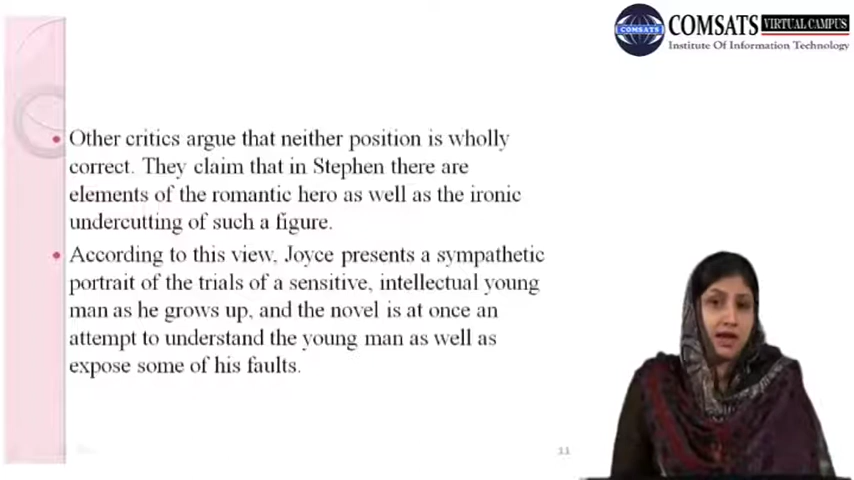 COMSATS
COMSATS VIRTUAL CAMPUS
Institute Of Information Technology
Other critics argue that neither position is wholly
correct. They claim that in Stephen there are
elements of the romantic hero as well as the ironic
undercutting of such a figure.
According to this view, Joyce presents a sympathetic
portrait of the trials of a sensitive, intellectual young
man as he grows up, and the novel is at once an
attempt to understand the young man as well as
expose some of his faults.
11